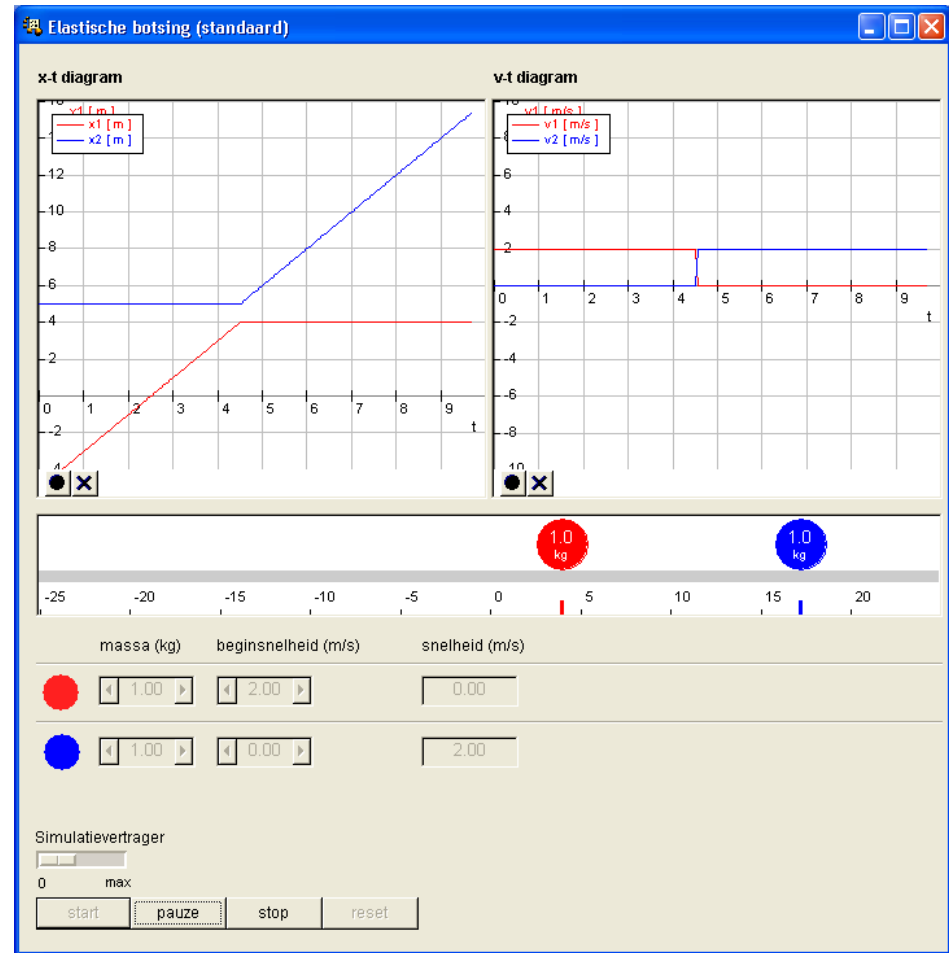 Elastische botsing (standaard)
x-t diagram
v-t diagram
x1 [ m ]
x2 [ m ]
12
10
8
6
4
2
-2
0 1 2 3 4 5 6 7 8 9
t
v1 [ m/s ]
v2 [ m/s ]
6
4
2
0 1 2 3 4 5 6 7 8 9
t
-2
-4
-6
-8
1.0
kg
1.0
kg
-25 -20 -15 -10 -5 0 5 10 15 20
massa (kg) beginsnelheid (m/s) snelheid (m/s)
1.00 2.00 0.00
1.00 0.00 2.00
Simulatievertrager
0 max
start pauze stop reset